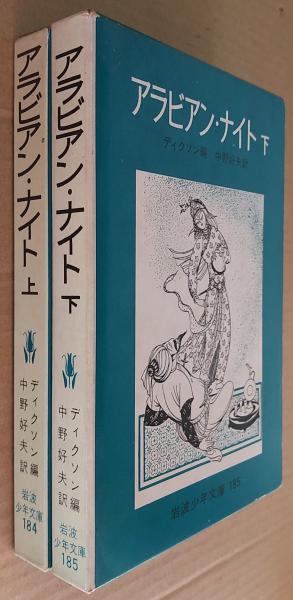 アラビアン・ナイト 上
ディクソン編
中野好夫訳
岩波
少年文庫
184
アラビアン・ナイト 下
ディクソン編
中野好夫訳
岩波
少年文庫
185
アラビアン・ナイト 下
ディクソン編 中野好夫訳
岩波少年文庫 185